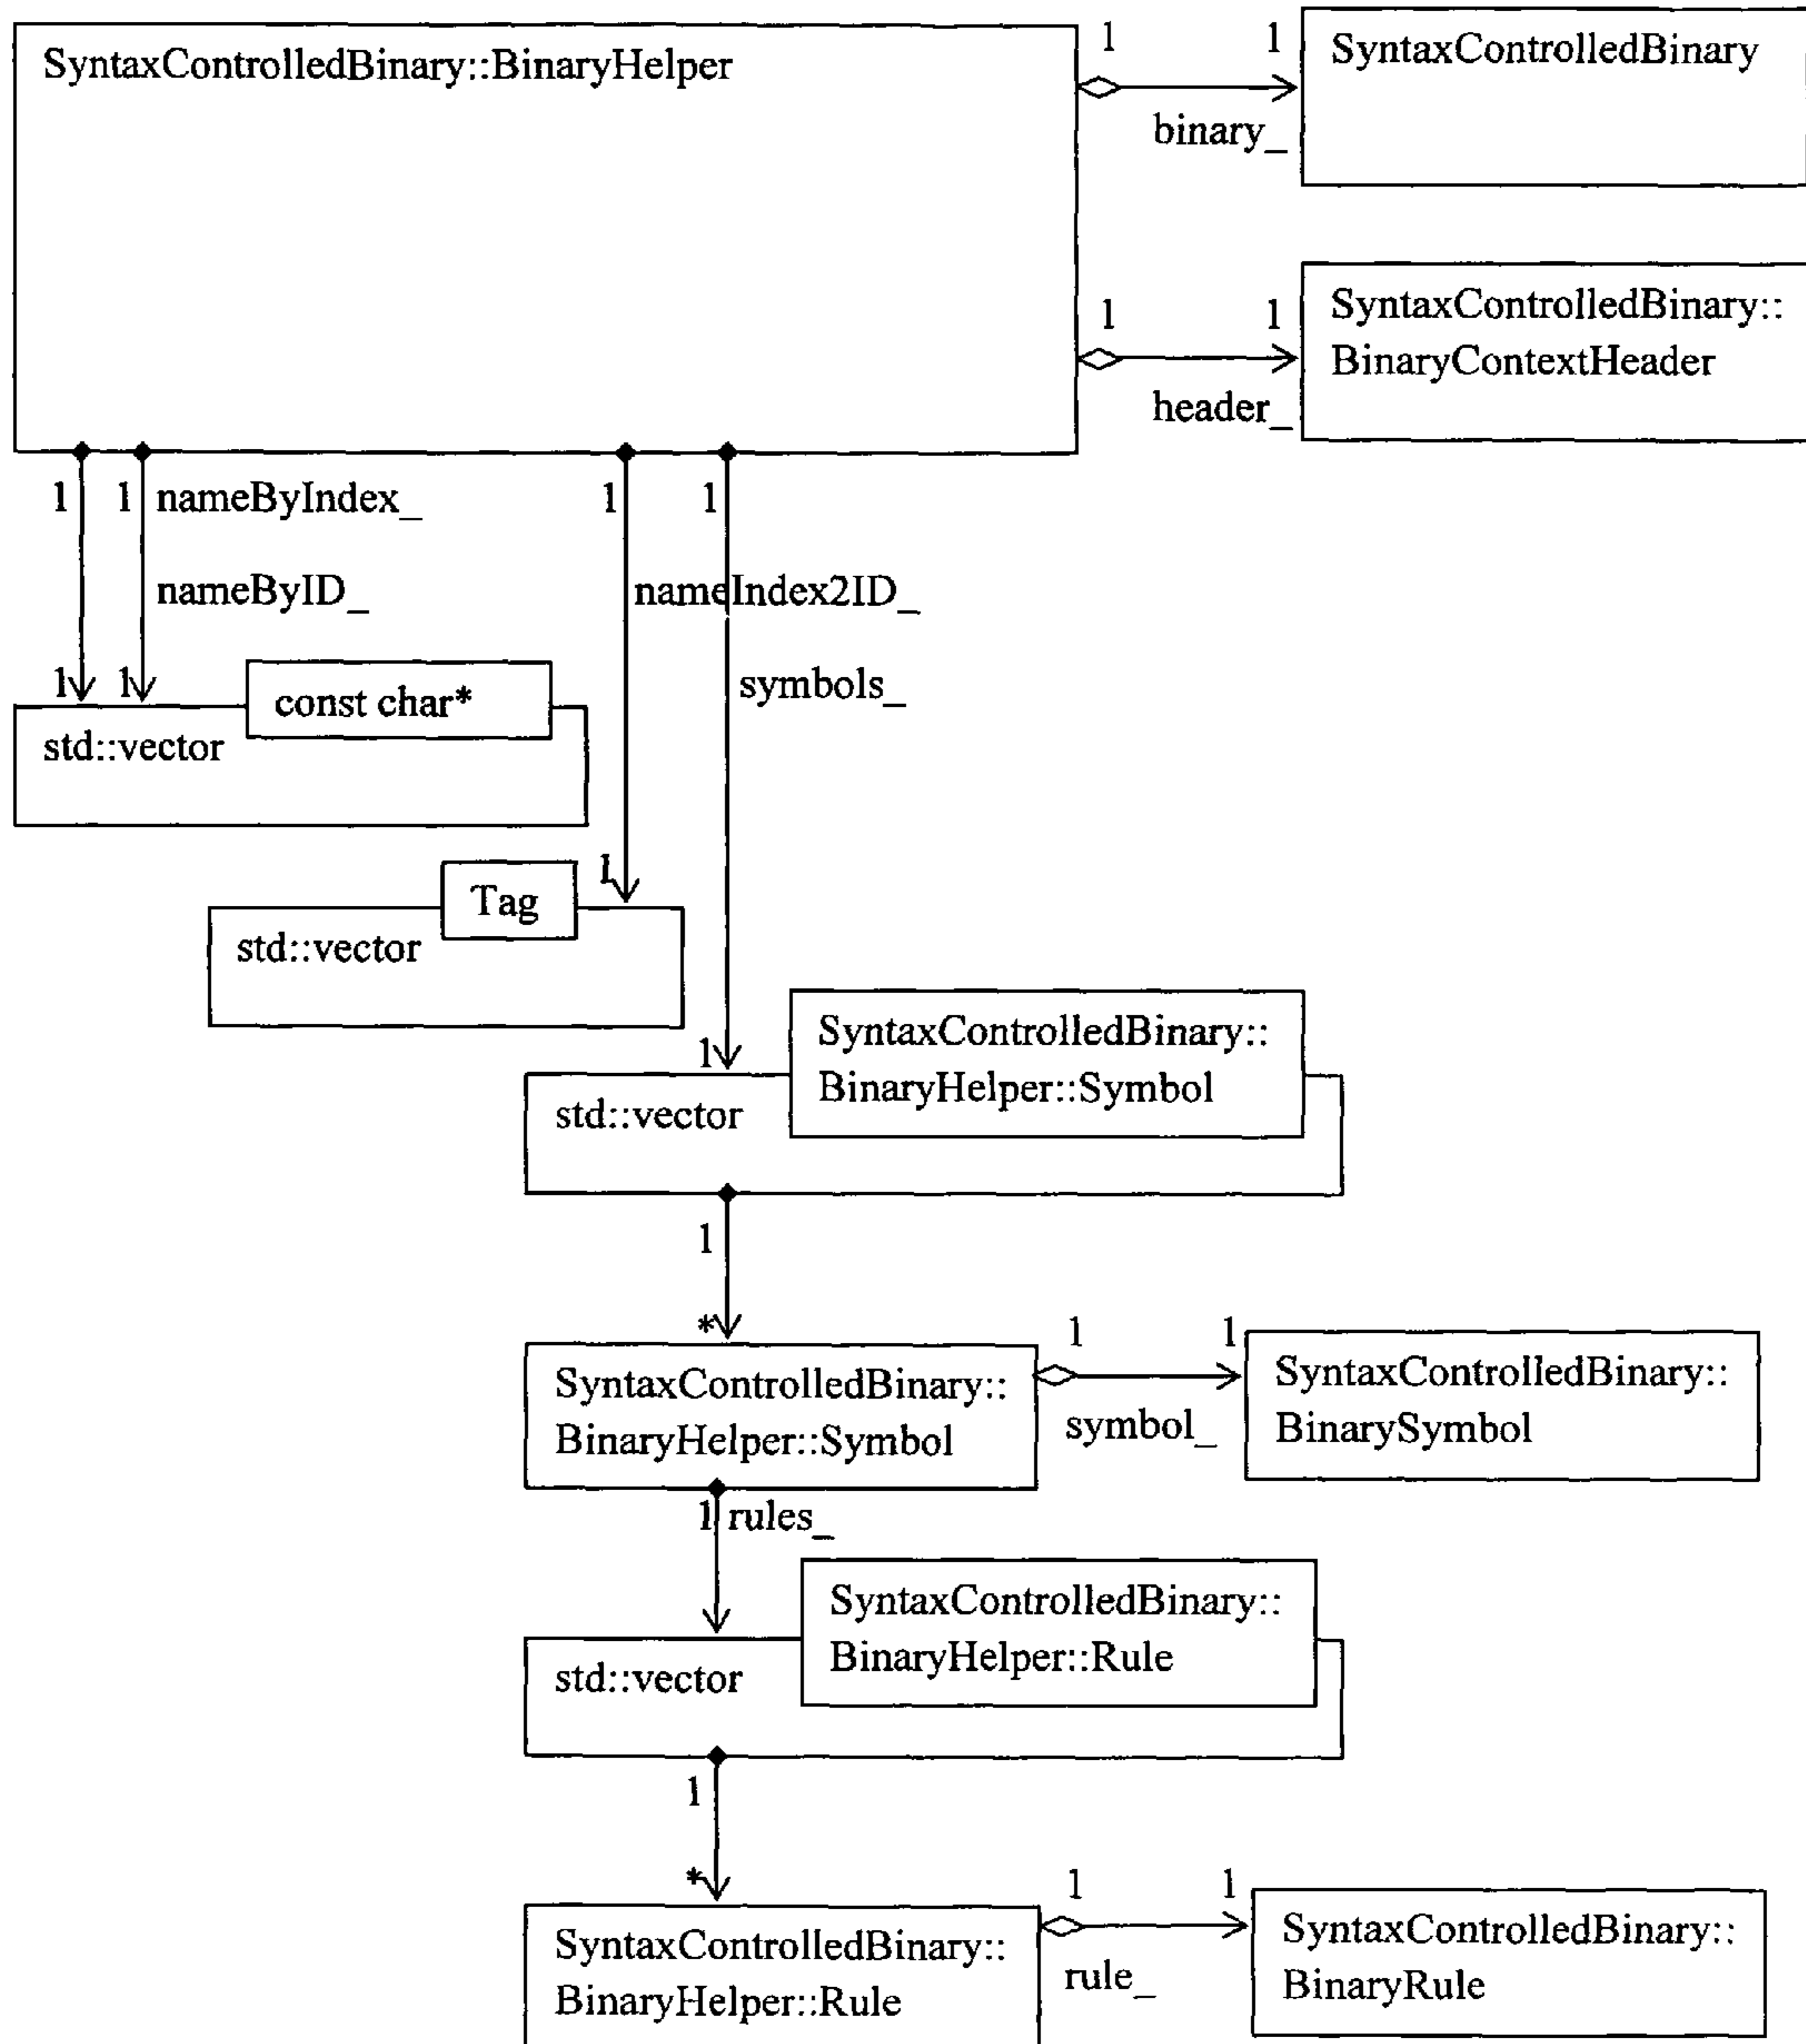 SyntaxControlledBinary::BinaryHelper
1 1
SyntaxControlledBinary
binary_
1 1
SyntaxControlledBinary::
BinaryContextHeader
header_
1 1 nameByIndex_ 1 1
nameByID_
nameIndex2ID_
symbols_
1 1
const char*
std::vector
1
Tag
std::vector
1
SyntaxControlledBinary::
BinaryHelper::Symbol
std::vector
1
*
SyntaxControlledBinary::
BinaryHelper::Symbol
1 1
symbol_
SyntaxControlledBinary::
BinarySymbol
1 rules_
SyntaxControlledBinary::
BinaryHelper::Rule
std::vector
1
*
SyntaxControlledBinary::
BinaryHelper::Rule
1 1
rule_
SyntaxControlledBinary::
BinaryRule